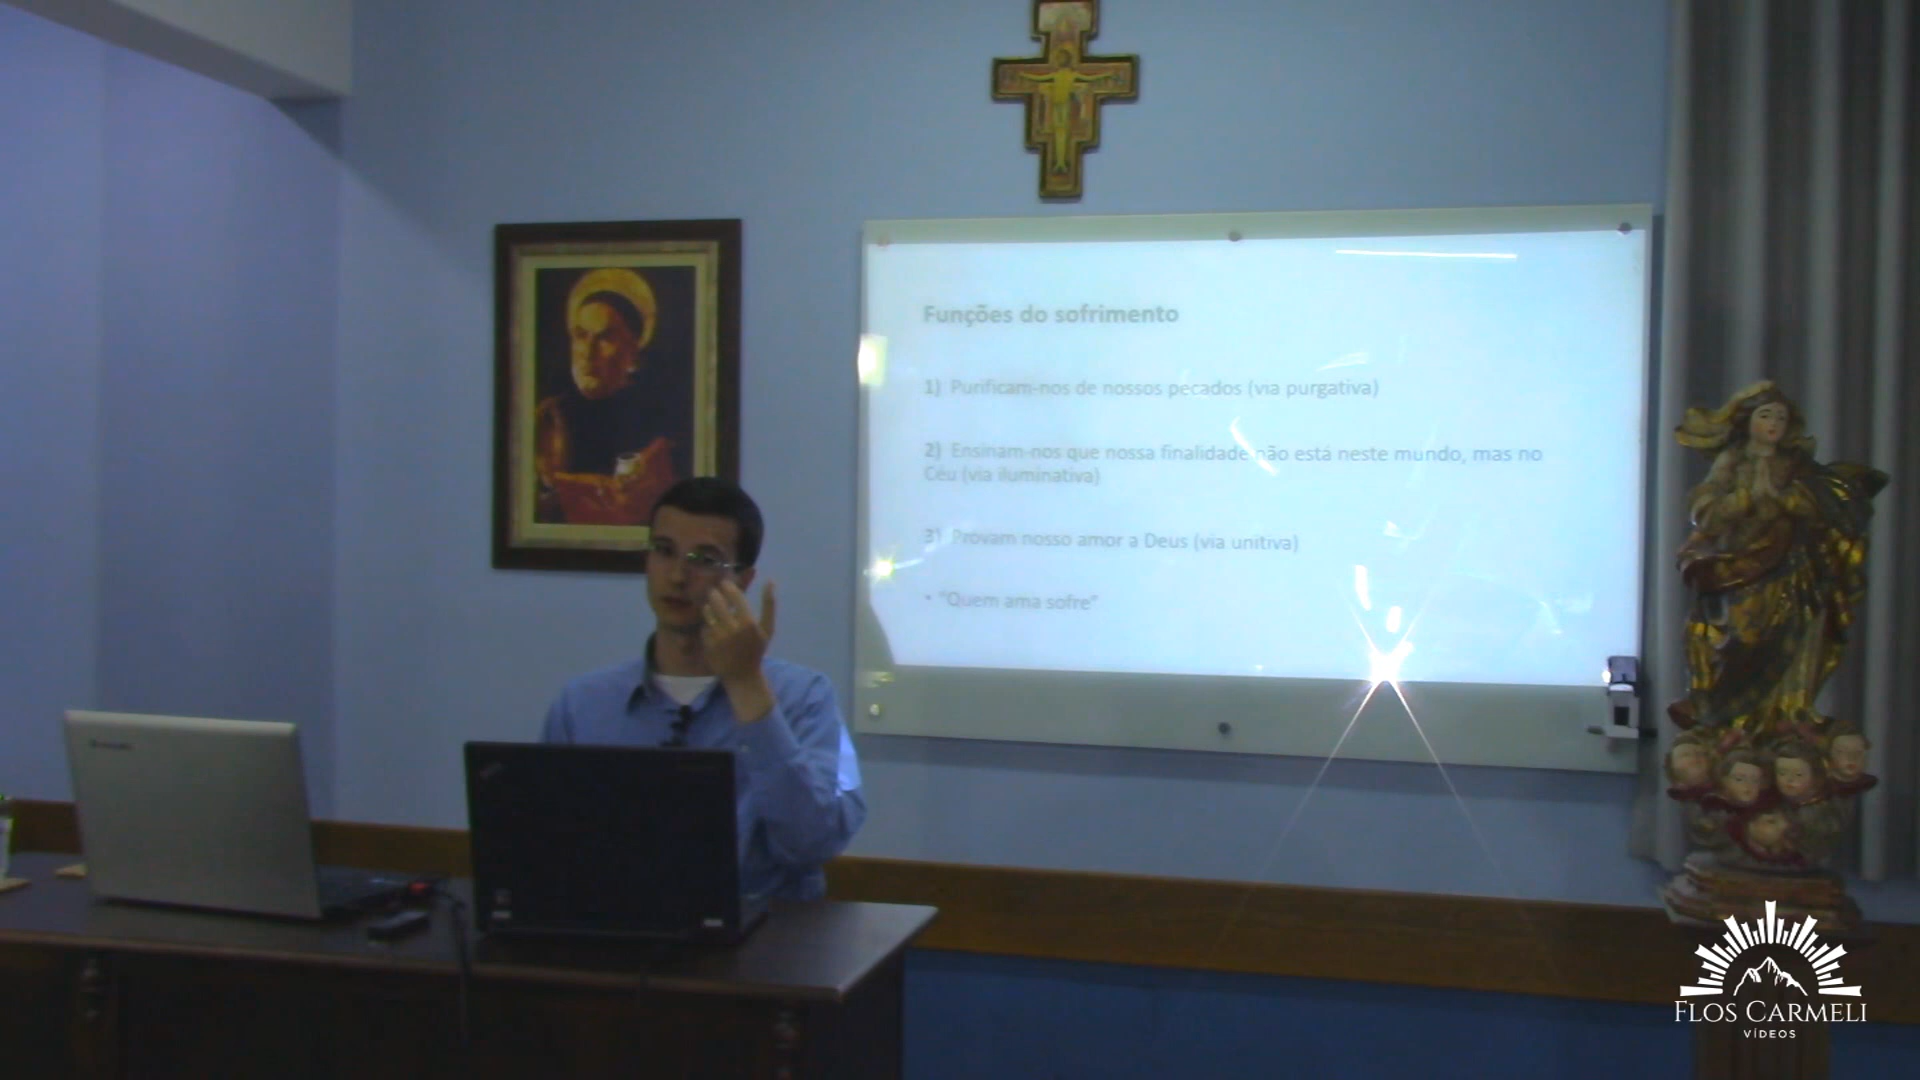 Funções do sofrimento
1) Purificam-nos de nossos pecados (via purgativa)
2) Ensinam-nos que nossa finalidade não está neste mundo, mas no
Céu (via iluminativa)
3) Provam nosso amor a Deus (via unitiva)
• "Quem ama sofre"
FLOS CARMELI
VÍDEOS